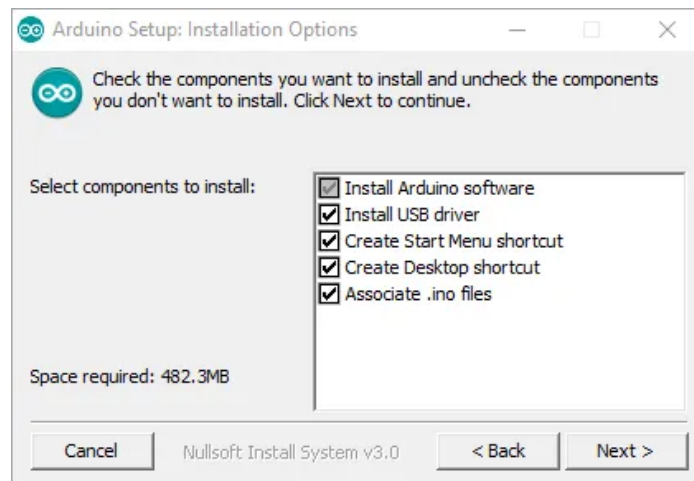 Arduino Setup: Installation Options
Check the components you want to install and uncheck the components
you don't want to install. Click Next to continue.
Select components to install:
Install Arduino software
Install USB driver
Create Start Menu shortcut
Create Desktop shortcut
Associate .ino files
Space required: 482.3MB
Cancel
Nullsoft Install System v3.0
< Back
Next >